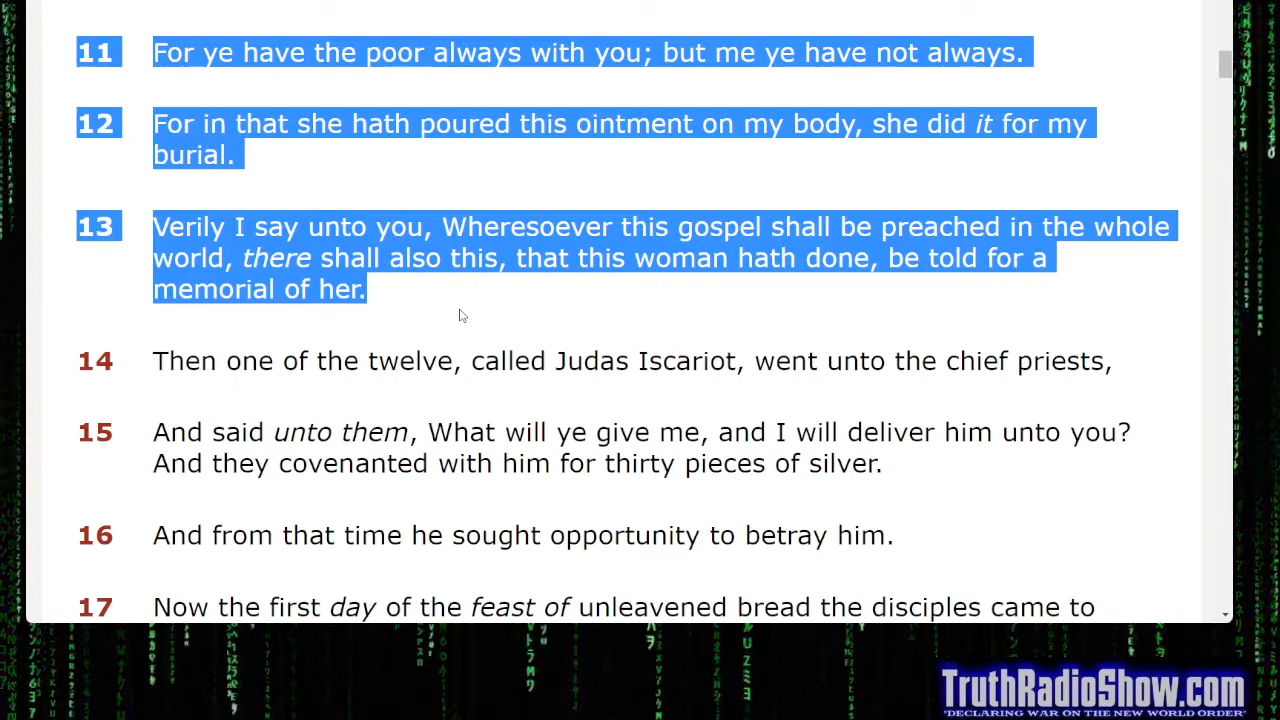 11 For ye have the poor always with you; but me ye have not always.
12 For in that she hath poured this ointment on my body, she did it for my
burial.
13 Verily I say unto you, Wheresoever this gospel shall be preached in the whole
world, there shall also this, that this woman hath done, be told for a
memorial of her.
14 Then one of the twelve, called Judas Iscariot, went unto the chief priests,
15 And said unto them, What will ye give me, and I will deliver him unto you?
And they covenanted with him for thirty pieces of silver.
16 And from that time he sought opportunity to betray him.
17 Now the first day of the feast of unleavened bread the disciples came to
TruthRadioShow.com
"DECLARING WAR ON THE NEW WORLD ORDER"